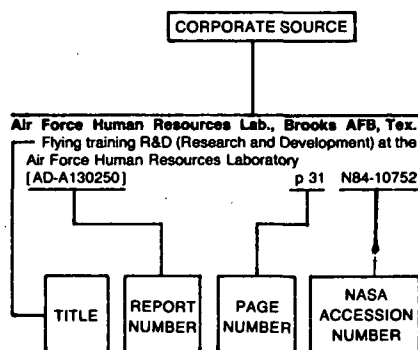 CORPORATE SOURCE
Air Force Human Resources Lab., Brooks AFB, Tex.
Flying training R&D (Research and Development) at the
Air Force Human Resources Laboratory
[AD-A130250] p 31 N84-10752
TITLE
REPORT
NUMBER
PAGE
NUMBER
NASA
ACCESSION
NUMBER